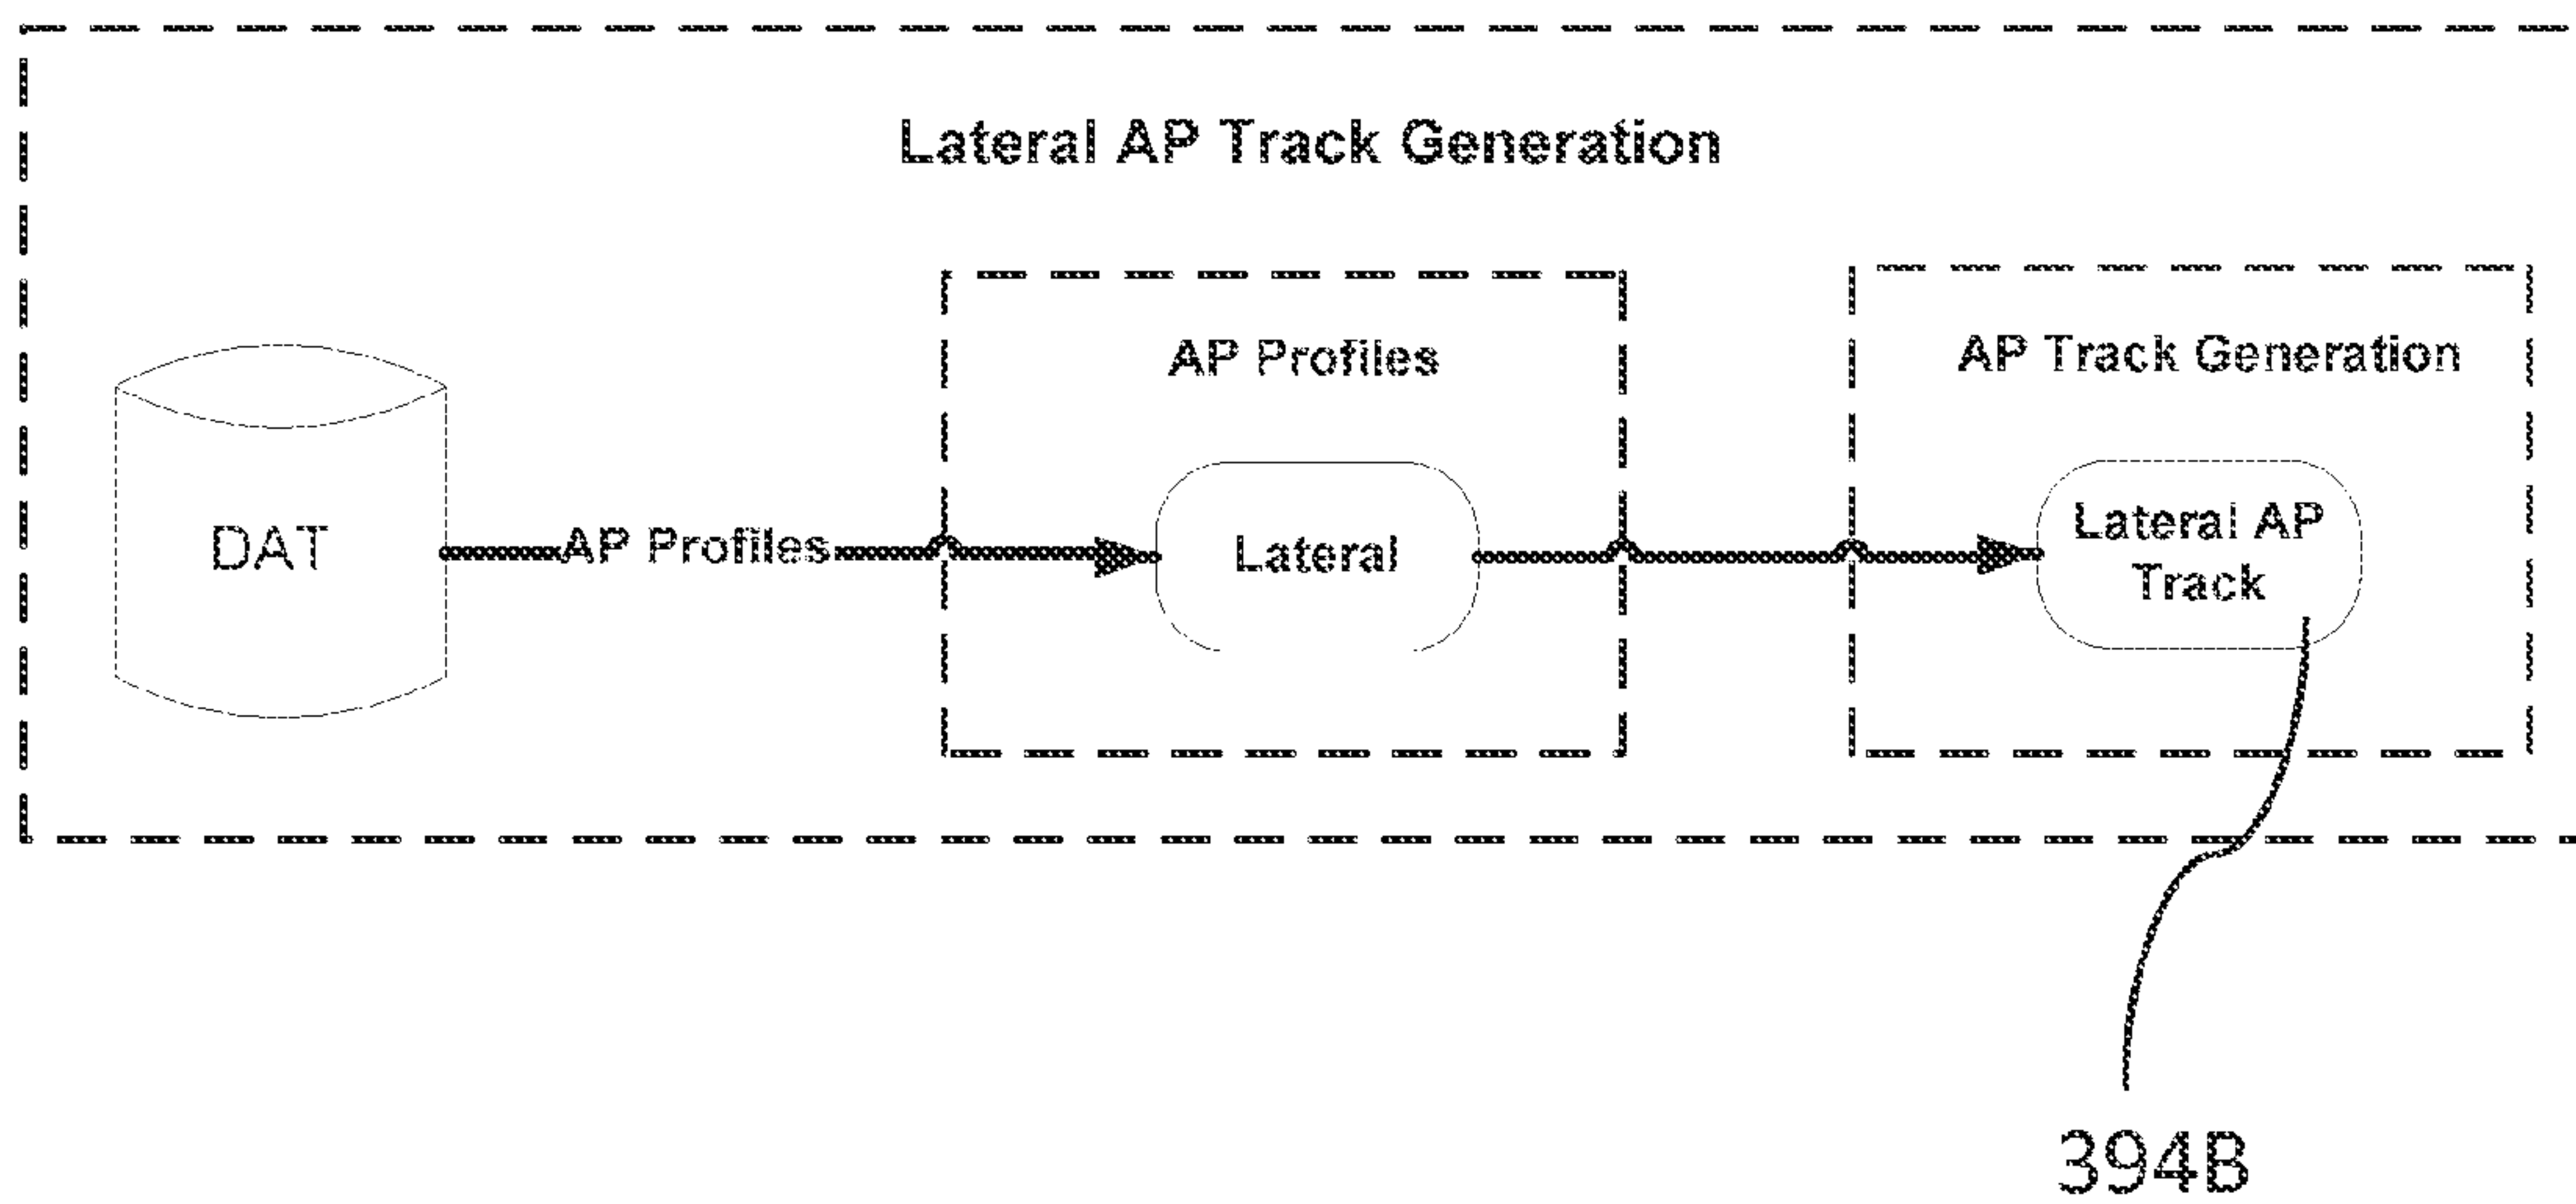 Lateral AP Track Generation
AP Profiles
AP Track Generation
DAT
AP Profiles
Lateral
Lateral AP
Track
394B